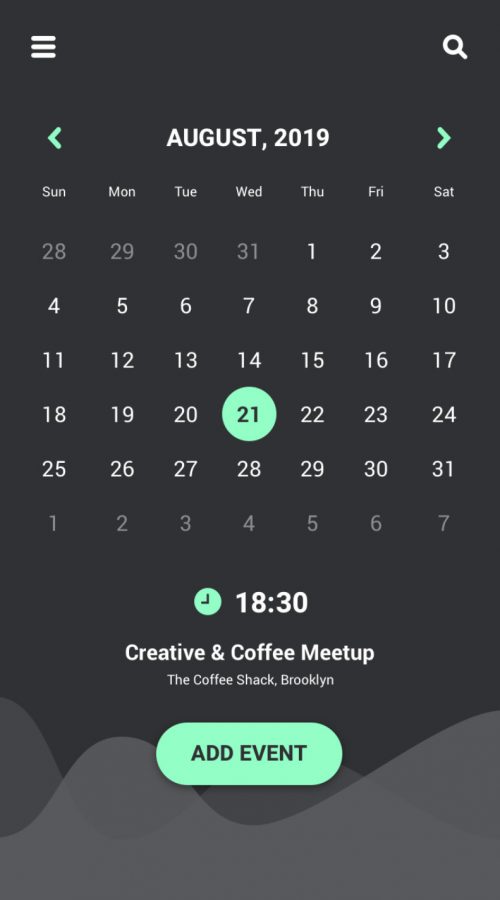 AUGUST, 2019
Sun Mon Tue Wed Thu Fri Sat
28 29 30 31 1 2 3
4 5 6 7 8 9 10
11 12 13 14 15 16 17
18 19 20 21 22 23 24
25 26 27 28 29 30 31
1 2 3 4 5 6 7
18:30
Creative & Coffee Meetup
The Coffee Shack, Brooklyn
ADD EVENT